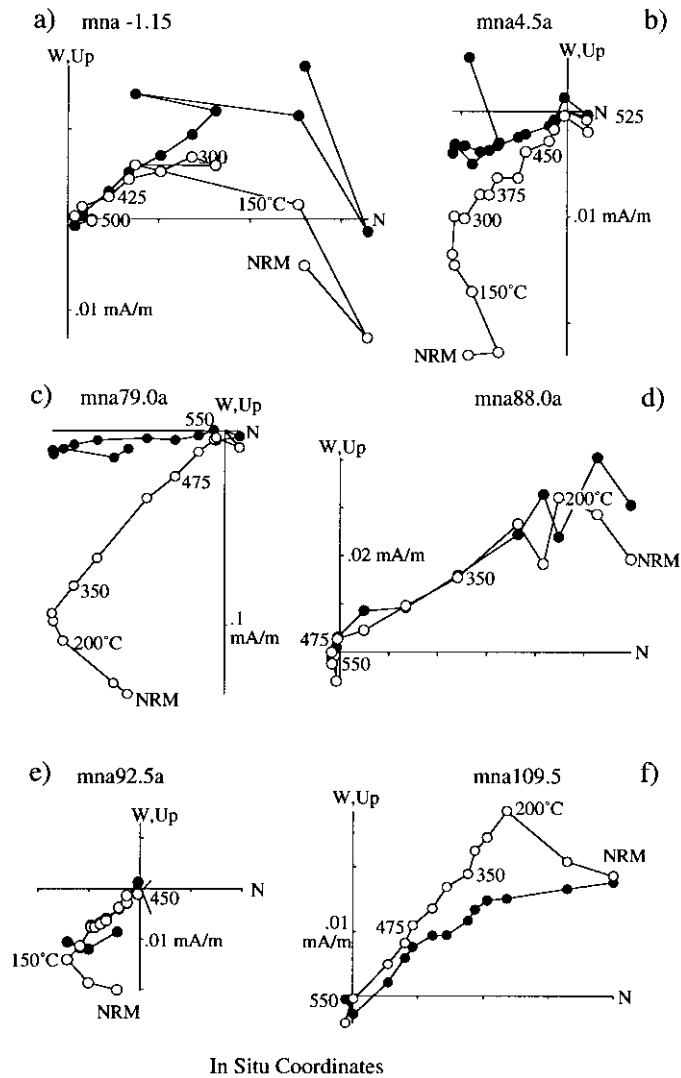 a) mna -1.15
W,Up
300
425
500
150˚C
N
NRM
.01 mA/m
mna4.5a b)
W,Up
N
525
450
375
.01 mA/m
300
150˚C
NRM
c) mna79.0a
W,Up
550
N
475
350
.1
mA/m
200˚C
NRM
mna88.0a d)
W,Up
200˚C
.02 mA/m
NRM
350
475
550
N
e) mna92.5a
W,Up
N
450
.01 mA/m
150˚C
NRM
mna109.5 f)
W,Up
200˚C
NRM
350
475
.01
mA/m
550
N
In Situ Coordinates